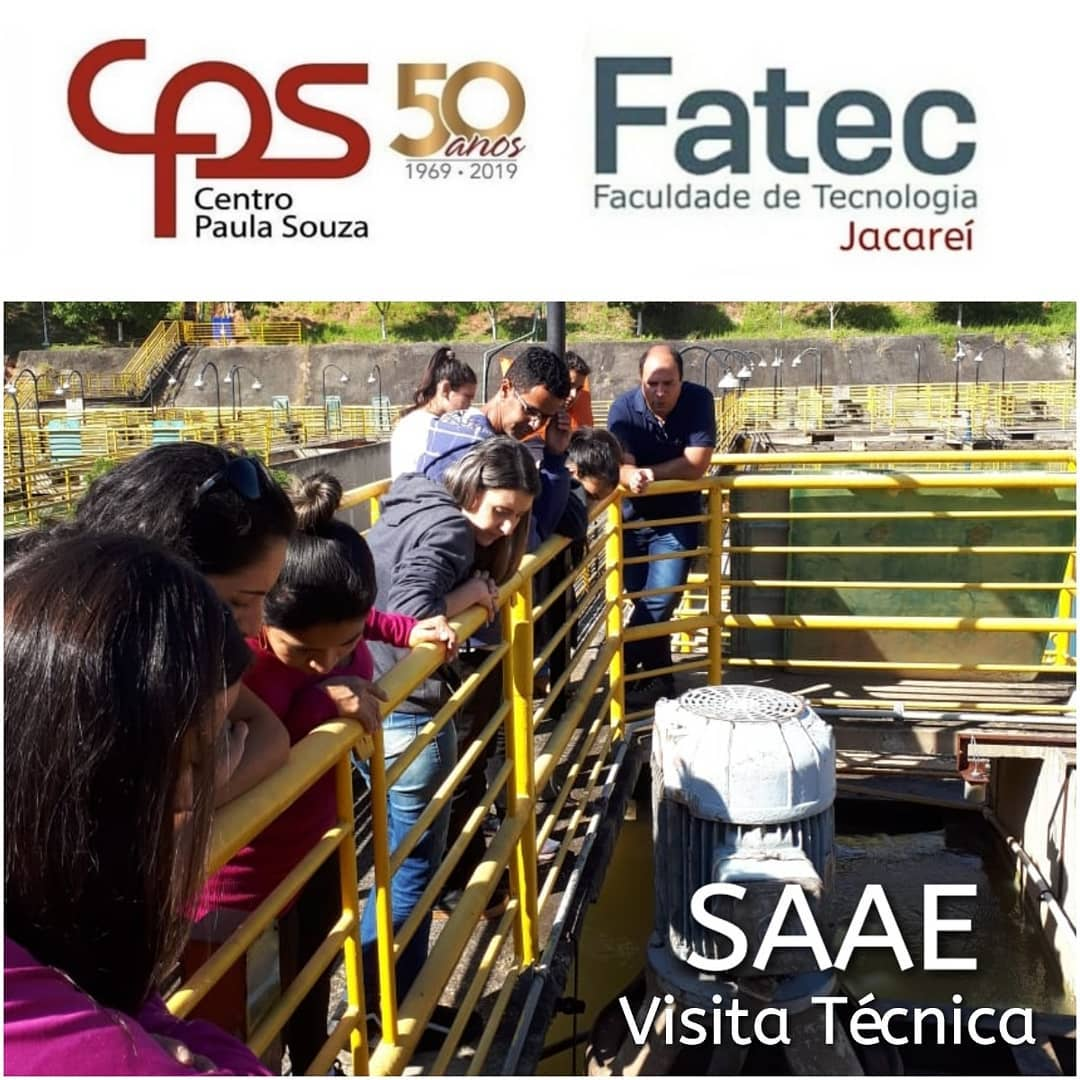 cps
Centro
Paula Souza
50
anos
1969 • 2019
Fatec
Faculdade de Tecnologia
Jacareí
SAAE
Visita Técnica